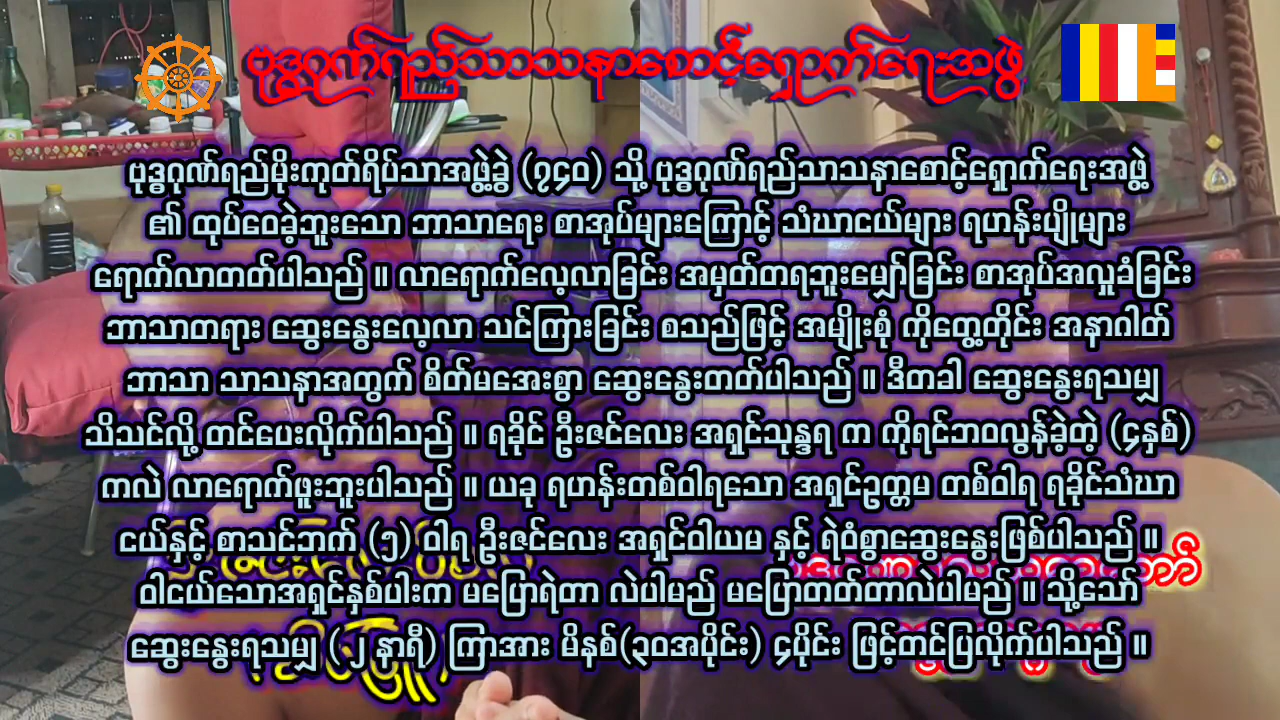 ဗုဒ္ဓဂုဏ်ရည်သာသနာစောင့်ရှောက်ရေးအဖွဲ့
ဗုဒ္ဓဂုဏ်ရည်မိုးကုတ်ရိပ်သာအဖွဲ့ခွဲ (၇၄၀) သို့ ဗုဒ္ဓဂုဏ်ရည်သာသနာစောင့်ရှောက်ရေးအဖွဲ့
၏ ထုပ်ဝေခဲ့ဘူးသော ဘာသာရေး စာအုပ်များကြောင့် သံဃာငယ်များ ရဟန်းပျိုများ
ရောက်လာတတ်ပါသည် ။ လာရောက်လေ့လာခြင်း အမှတ်တရဘူးမျှော်ခြင်း စာအုပ်အလှူခံခြင်း
ဘာသာတရား ဆွေးနွေးလေ့လာ သင်ကြားခြင်း စသည်ဖြင့် အမျိုးစုံ ကိုတွေ့တိုင်း အနာဂါတ်
ဘာသာ သာသနာအတွက် စိတ်မအေးစွာ ဆွေးနွေးတတ်ပါသည် ။ ဒီတခါ ဆွေးနွေးရသမျှ
သိသင်လို့ တင်ပေးလိုက်ပါသည် ။ ရခိုင် ဦးဇင်လေး အရှင်သုန္ဒရ က ကိုရင်ဘဝလွန်ခဲ့တဲ့ (၄နှစ်)
ကလဲ လာရောက်ဖူးဘူးပါသည် ။ ယခု ရဟန်းတစ်ဝါရသော အရှင်ဥတ္တမ တစ်ဝါရ ရခိုင်သံဃာ
ငယ်နှင့် စာသင်ဘက် (၅) ဝါရ ဦးဇင်လေး အရှင်ဝါယမ နှင့် ရဲဝံစွာဆွေးနွေးဖြစ်ပါသည် ။
ဝါငယ်သောအရှင်နှစ်ပါးက မပြောရဲတာ လဲပါမည် မပြောတတ်တာလဲပါမည် ။ သို့သော်
ဆွေးနွေးရသမျှ (၂နာရီ) ကြာအား မိနစ်(၃၀အပိုင်း) ၄ပိုင်း ဖြင့်တင်ပြလိုက်ပါသည် ။